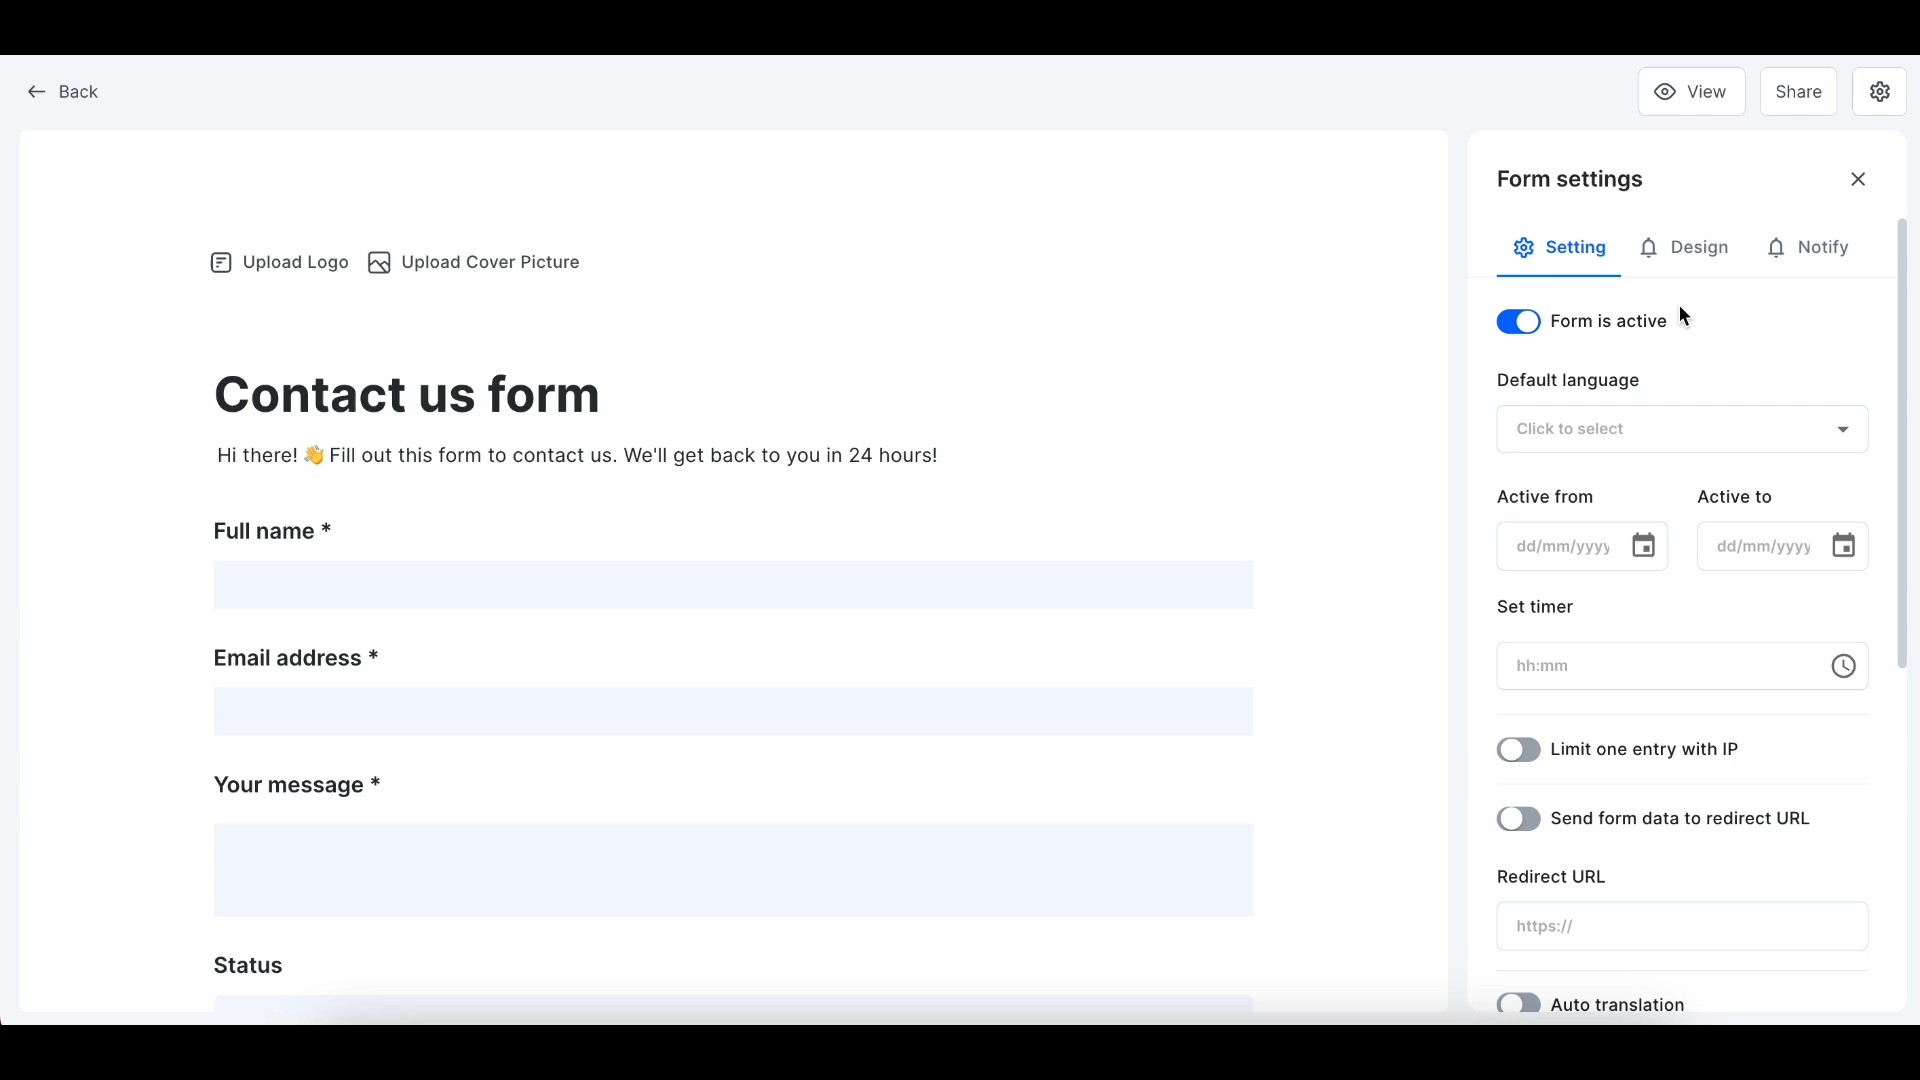 Back
View
Share
Upload Logo
Upload Cover Picture
Contact us form
Hi there! 👋 Fill out this form to contact us. We'll get back to you in 24 hours!
Full name *
Email address *
Your message *
Status
Form settings
Setting
Design
Notify
Form is active
Default language
Click to select
Active from
Active to
dd/mm/yyyy
dd/mm/yyyy
Set timer
hh:mm
Limit one entry with IP
Send form data to redirect URL
Redirect URL
https://
Auto translation